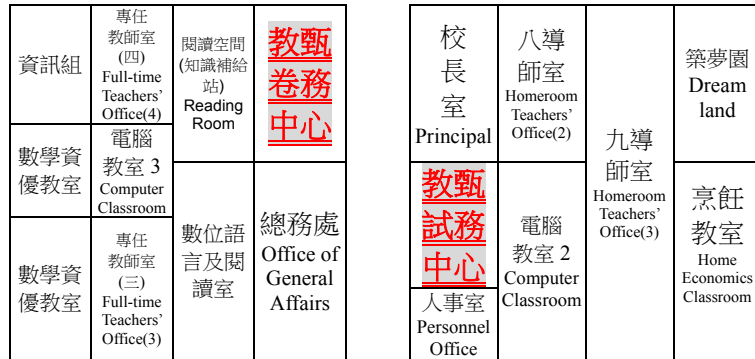 資訊組
數學資
優教室
數學資
優教室
專任
教師室
(四)
Full-time
Teachers’
Office(4)
電腦
教室 3
Computer
Classroom
專任
教師室
(三)
Full-time
Teachers’
Office(3)
閱讀空間
(知識補給
站)
Reading
Room
數位語
言及閱
讀室
教甄
卷務
中心
總務處
Office of
General
Affairs
校
長
室
Principal
教甄
試務
中心
人事室
Personnel
Office
八導
師室
Homeroom
Teachers’
Office(2)
電腦
教室 2
Computer
Classroom
九導
師室
Homeroom
Teachers’
Office(3)
築夢園
Dream
land
烹飪
教室
Home
Economics
Classroom